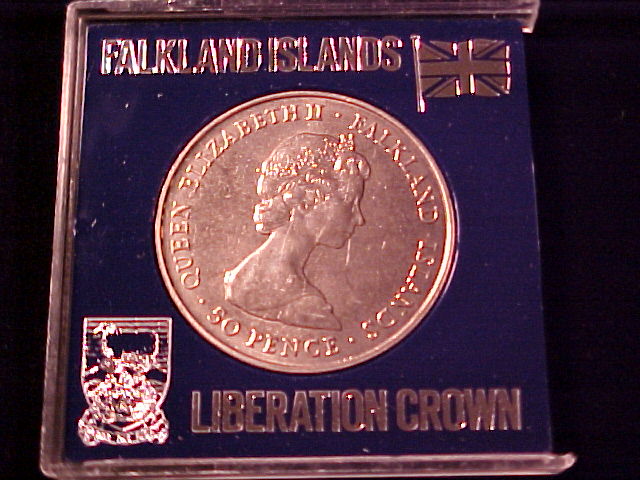 FALKLAND ISLANDS
QUEEN ELIZABETH II · FALKLAND ISLANDS · 50 PENCE ·
LIBERATION CROWN